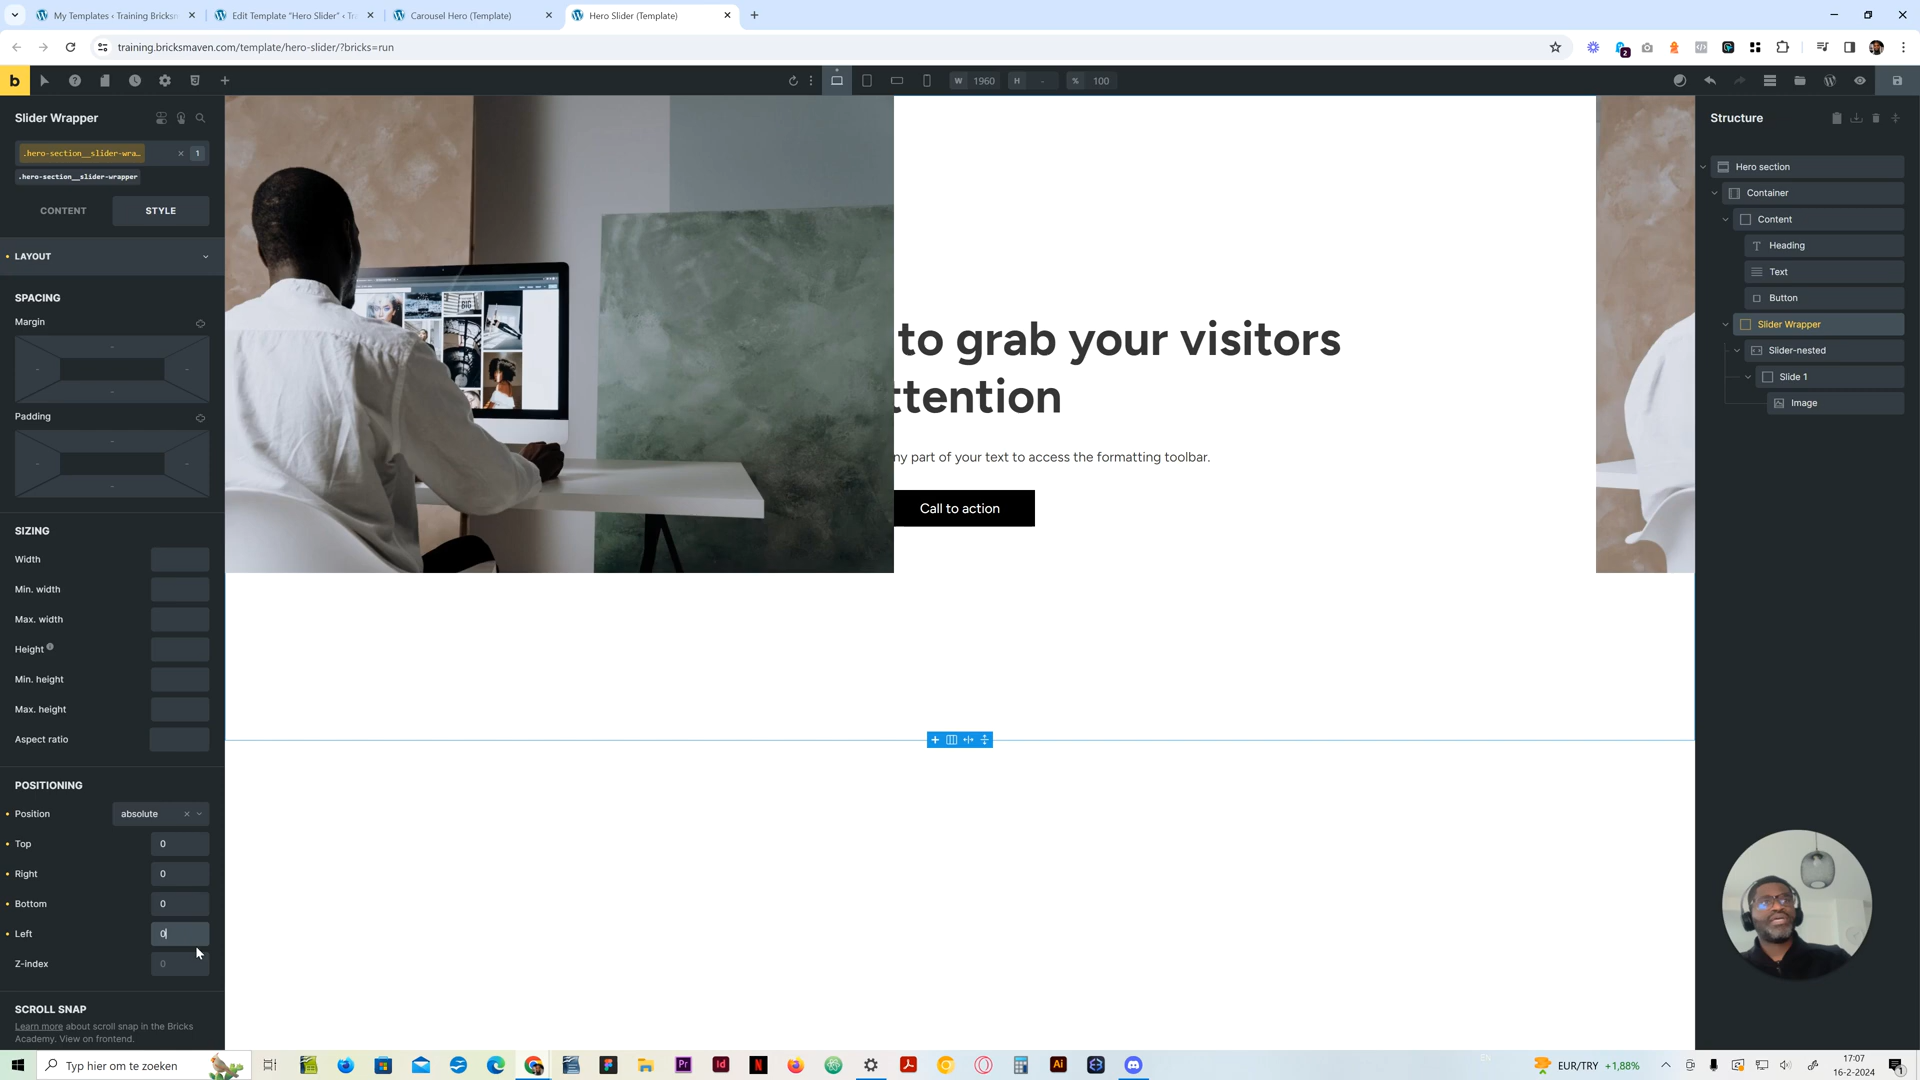 My Templates ‹ Training Bricksm
Edit Template "Hero Slider" ‹ Tra
Carousel Hero (Template)
Hero Slider (Template)
training.bricksmaven.com/template/hero-slider/?bricks=run
2
b
W 1960 H - % 100
Slider Wrapper
.hero-section__slider-wra…
1
.hero-section__slider-wrapper
CONTENT
STYLE
LAYOUT
SPACING
Margin
Padding
SIZING
Width
Min. width
Max. width
Height
Min. height
Max. height
Aspect ratio
POSITIONING
Position absolute
Top 0
Right 0
Bottom 0
Left 0
Z-index 0
SCROLL SNAP
Learn more about scroll snap in the Bricks
Academy. View on frontend.
BIG
to grab your visitors
ttention
ny part of your text to access the formatting toolbar.
Call to action
Structure
Hero section
Container
Content
Heading
Text
Button
Slider Wrapper
Slider-nested
Slide 1
Image
Typ hier om te zoeken
EN
EUR/TRY +1,88%
17:07
16-2-2024
1